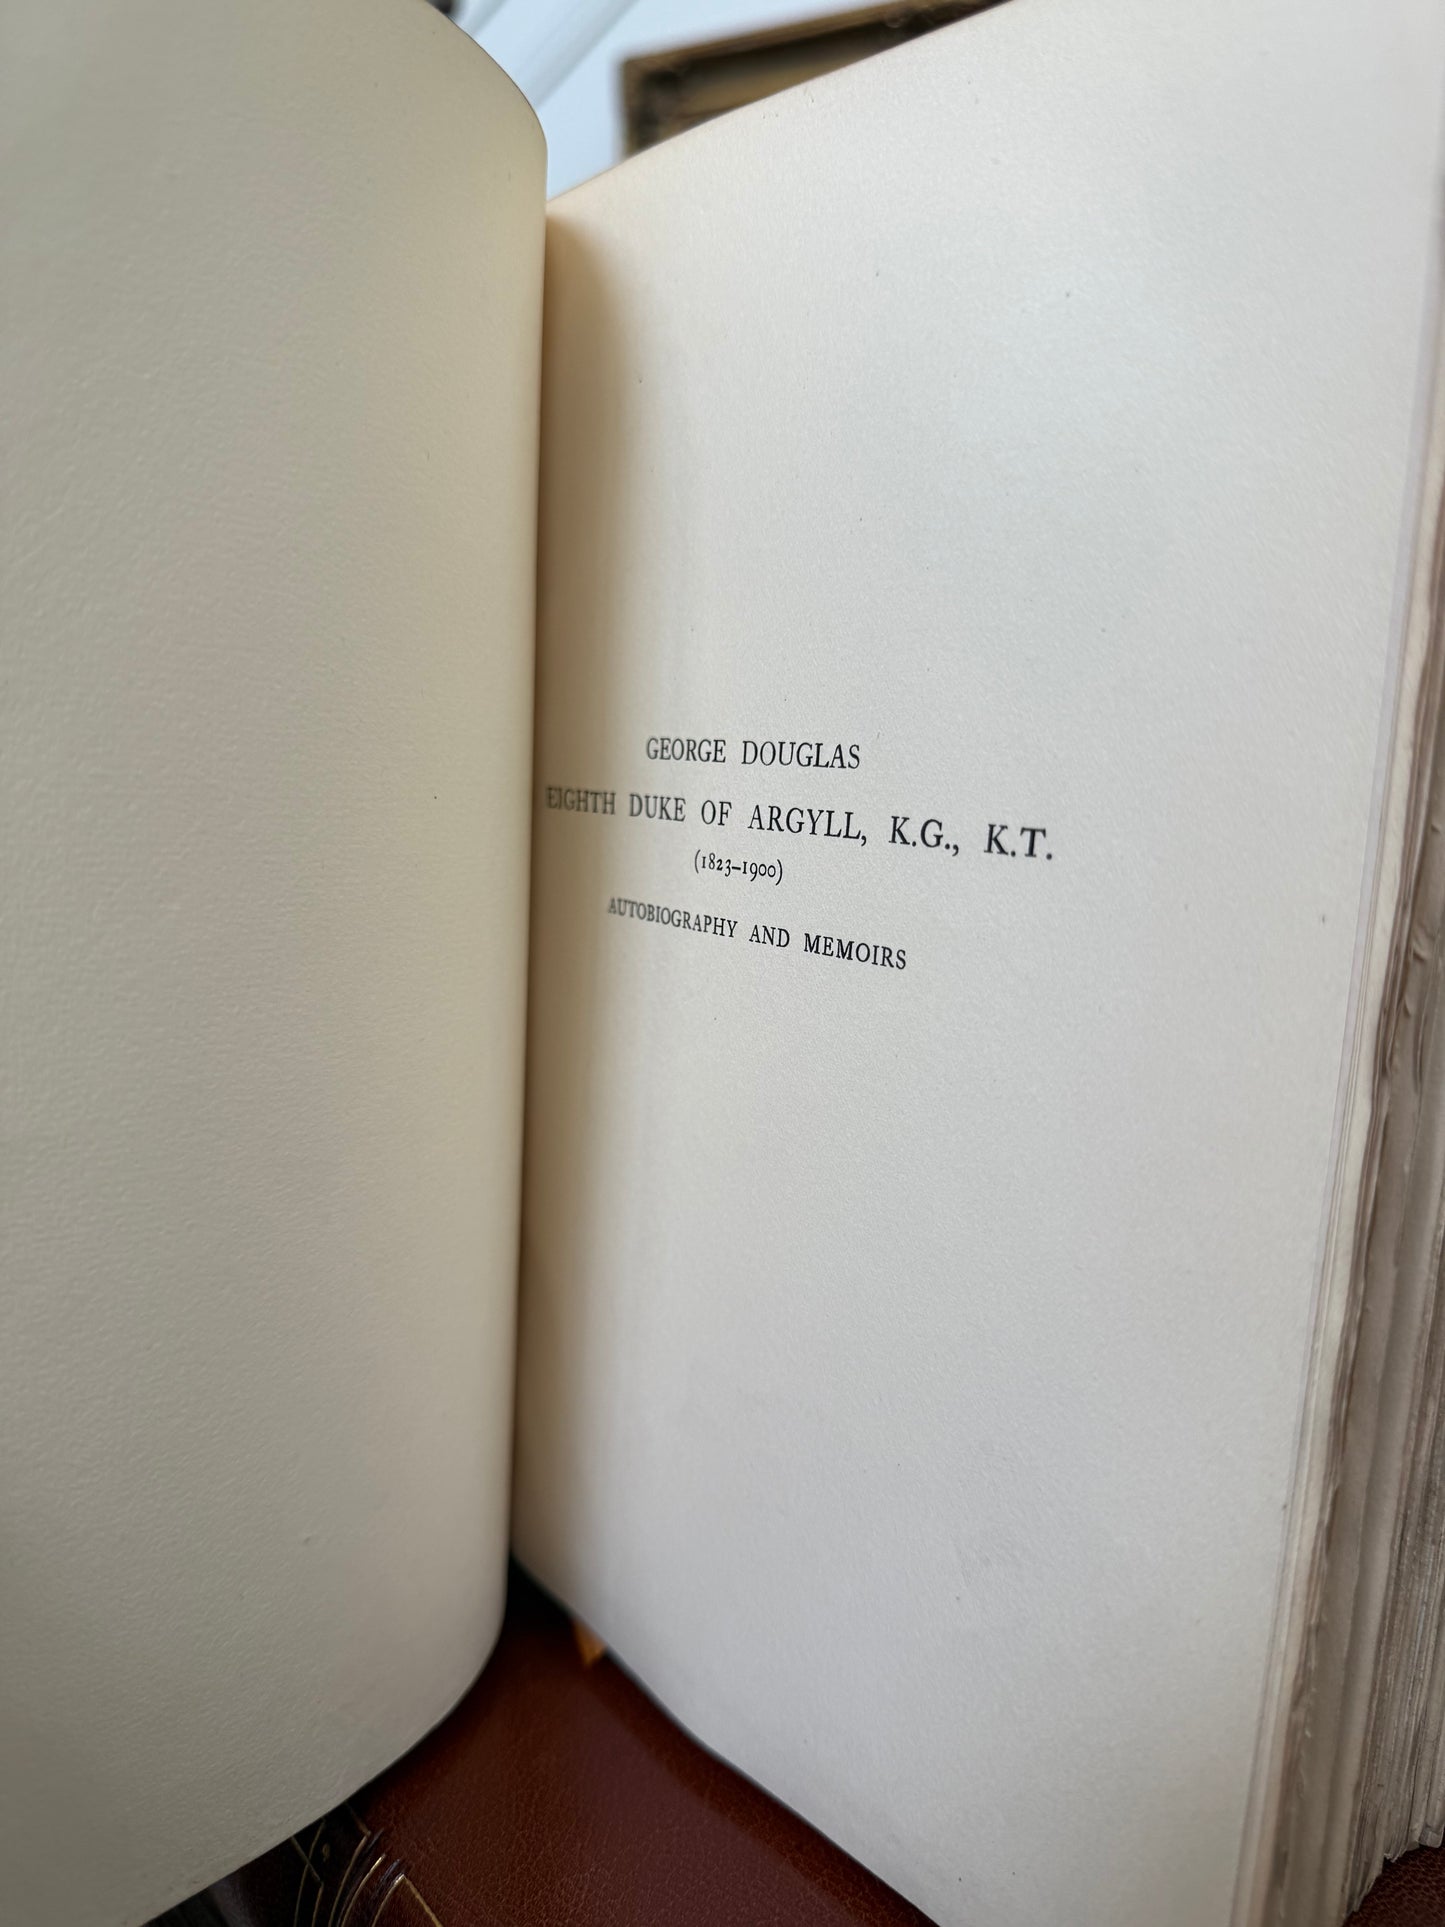 GEORGE DOUGLAS
EIGHTH DUKE OF ARGYLL, K.G., K.T.
(1823–1900)
AUTOBIOGRAPHY AND MEMOIRS